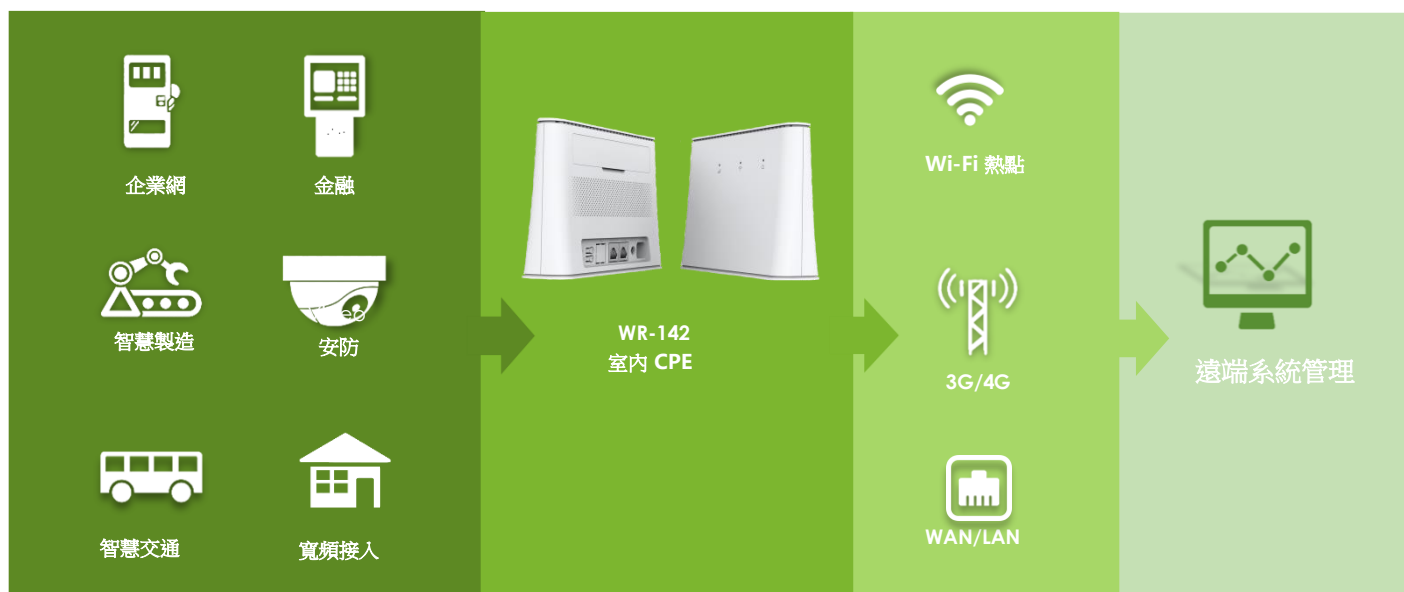 企業網
金融
智慧製造
安防
智慧交通
寬頻接入
WR-142
室內 CPE
Wi-Fi 熱點
3G/4G
WAN/LAN
遠端系統管理